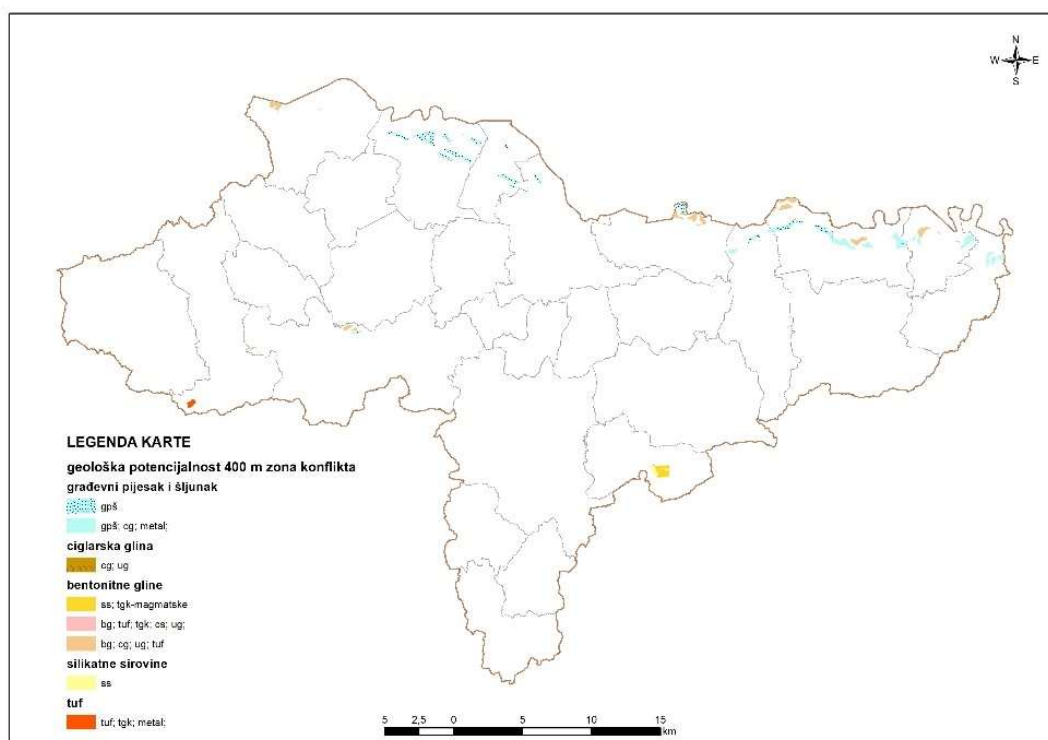 N
W E
S
LEGENDA KARTE
geološka potencijalnost 400 m zona konflikta
građevni pijesak i šljunak
gpš
gpš; cg; metal;
ciglarska glina
cg; ug
bentonitne gline
ss; tgk-magmatske
bg; tuf; tgk; cs; ug;
bg; cg; ug; tuf
silikatne sirovine
ss
tuf
tuf; tgk; metal;
5 2,5 0 5 10 15
km